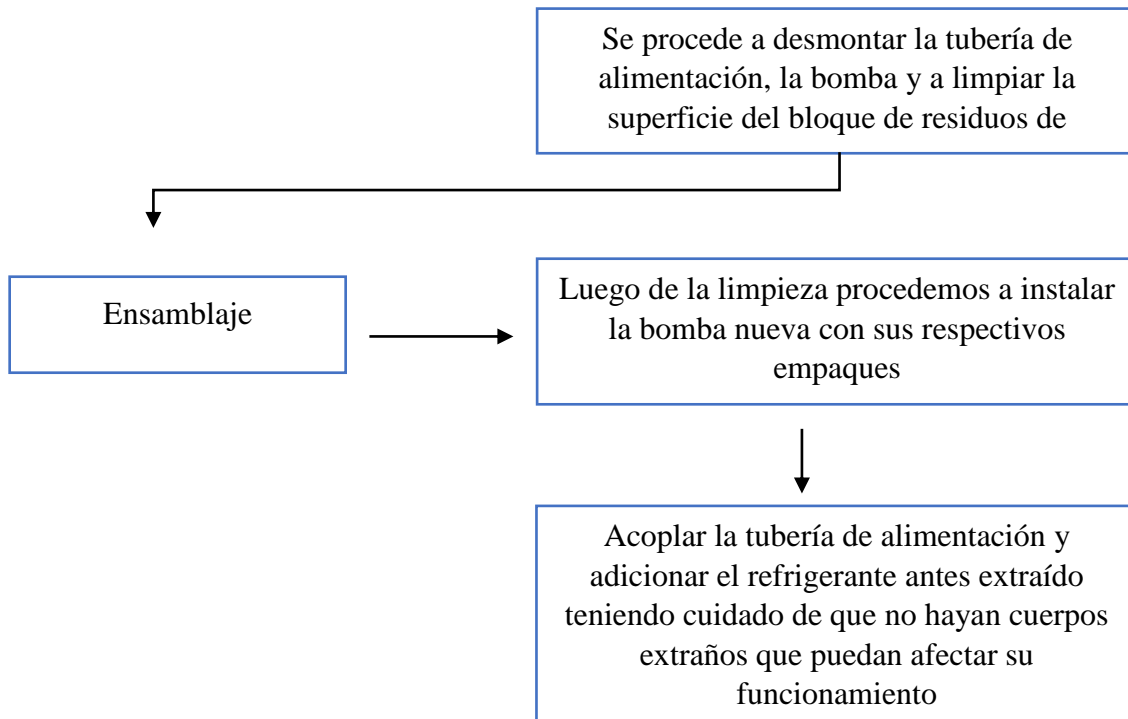 Se procede a desmontar la tubería de
alimentación, la bomba y a limpiar la
superficie del bloque de residuos de
Ensamblaje
Luego de la limpieza procedemos a instalar
la bomba nueva con sus respectivos
empaques
Acoplar la tubería de alimentación y
adicionar el refrigerante antes extraído
teniendo cuidado de que no hayan cuerpos
extraños que puedan afectar su
funcionamiento